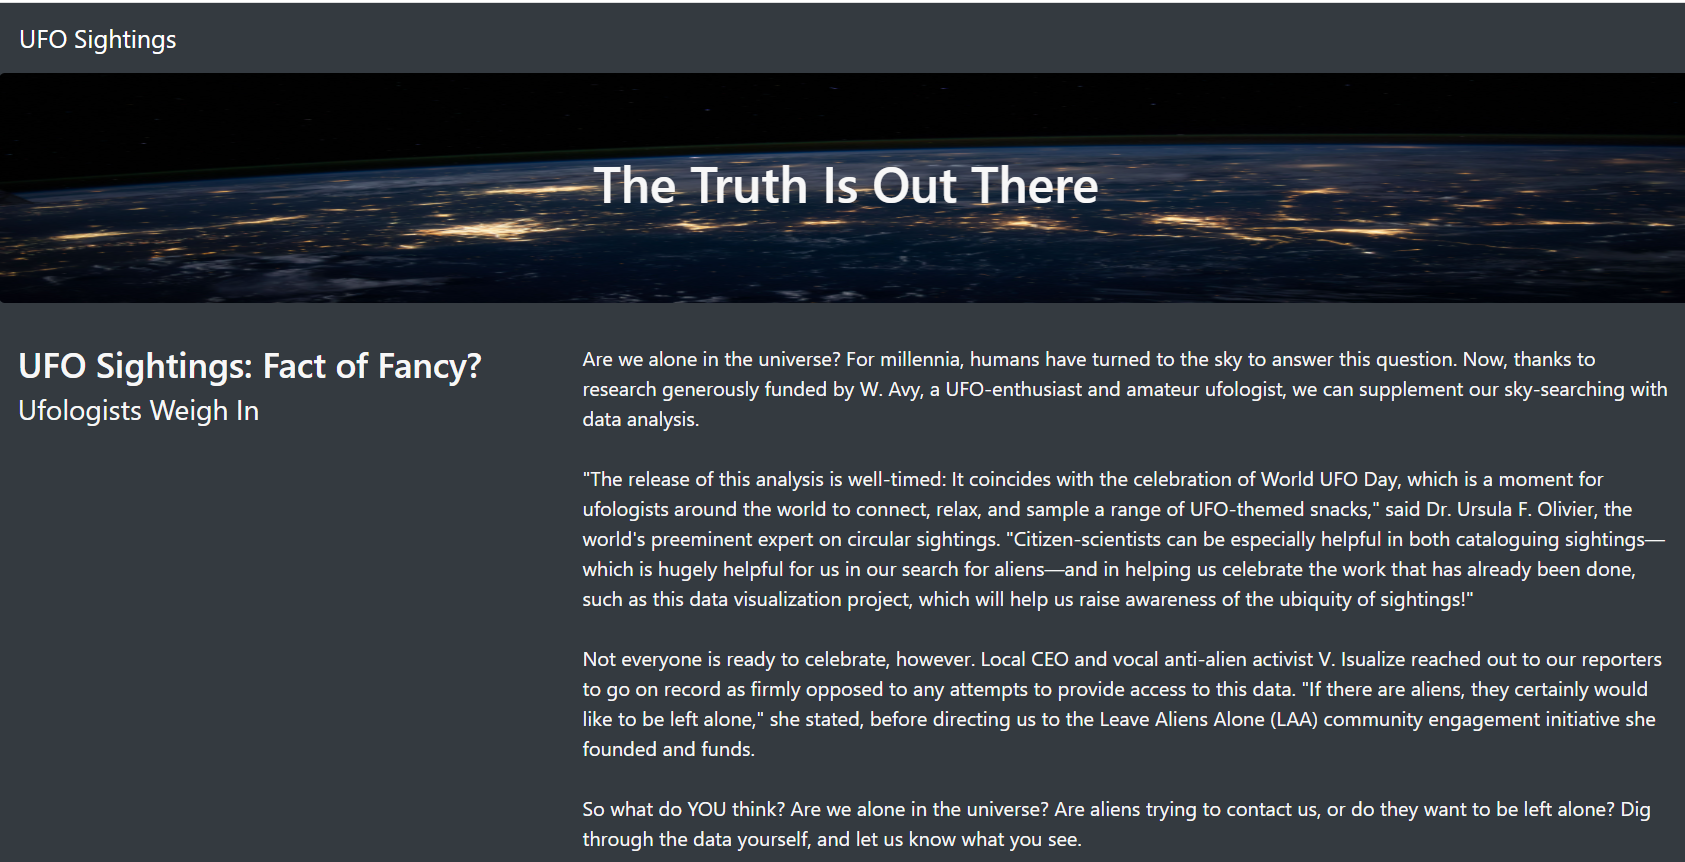 UFO Sightings
The Truth Is Out There
UFO Sightings: Fact of Fancy?
Ufologists Weigh In
Are we alone in the universe? For millennia, humans have turned to the sky to answer this question. Now, thanks to
research generously funded by W. Avy, a UFO-enthusiast and amateur ufologist, we can supplement our sky-searching with
data analysis.
"The release of this analysis is well-timed: It coincides with the celebration of World UFO Day, which is a moment for
ufologists around the world to connect, relax, and sample a range of UFO-themed snacks," said Dr. Ursula F. Olivier, the
world's preeminent expert on circular sightings. "Citizen-scientists can be especially helpful in both cataloguing sightings—
which is hugely helpful for us in our search for aliens—and in helping us celebrate the work that has already been done,
such as this data visualization project, which will help us raise awareness of the ubiquity of sightings!"
Not everyone is ready to celebrate, however. Local CEO and vocal anti-alien activist V. Isualize reached out to our reporters
to go on record as firmly opposed to any attempts to provide access to this data. "If there are aliens, they certainly would
like to be left alone," she stated, before directing us to the Leave Aliens Alone (LAA) community engagement initiative she
founded and funds.
So what do YOU think? Are we alone in the universe? Are aliens trying to contact us, or do they want to be left alone? Dig
through the data yourself, and let us know what you see.